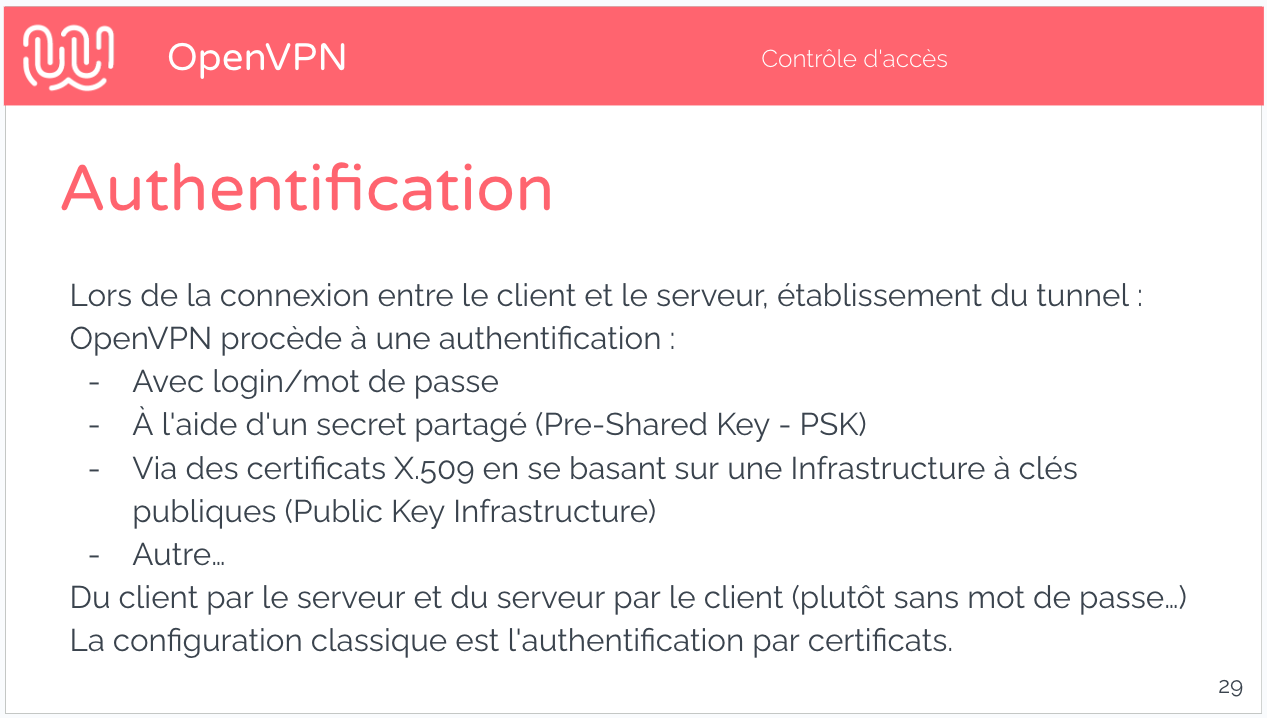 OpenVPN
Contrôle d'accès
Authentification
Lors de la connexion entre le client et le serveur, établissement du tunnel :
OpenVPN procède à une authentification :
- Avec login/mot de passe
- À l'aide d'un secret partagé (Pre-Shared Key - PSK)
- Via des certificats X.509 en se basant sur une Infrastructure à clés
publiques (Public Key Infrastructure)
- Autre…
Du client par le serveur et du serveur par le client (plutôt sans mot de passe…)
La configuration classique est l'authentification par certificats.
29